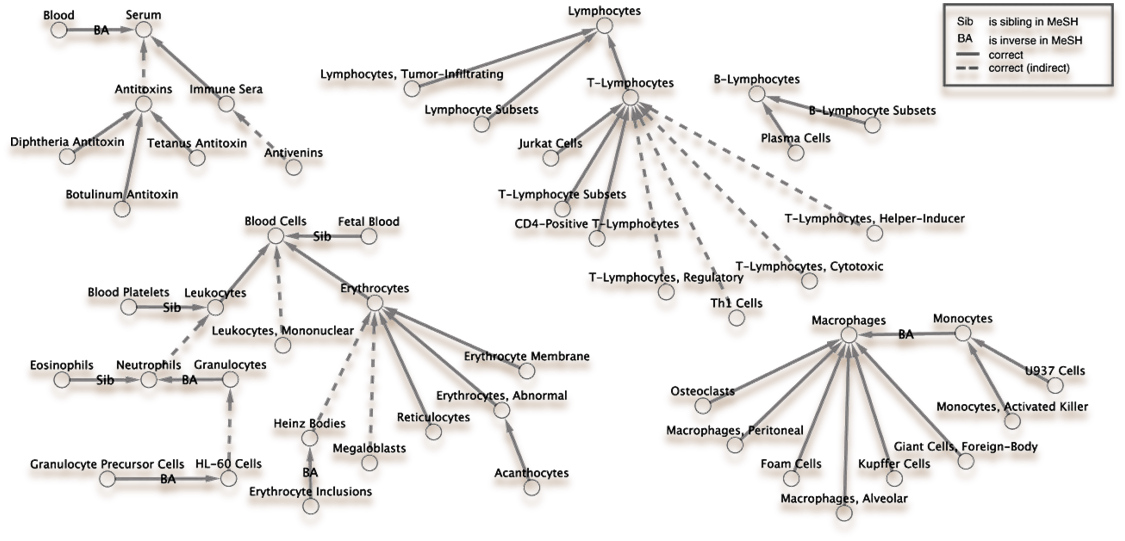 Blood
Serum
BA
Antitoxins
Immune Sera
Diphtheria Antitoxin
Tetanus Antitoxin
Antivenins
Botulinum Antitoxin
Lymphocytes
Lymphocytes, Tumor-Infiltrating
T-Lymphocytes
B-Lymphocytes
Lymphocyte Subsets
B-Lymphocyte Subsets
Jurkat Cells
Plasma Cells
T-Lymphocyte Subsets
CD4-Positive T-Lymphocytes
T-Lymphocytes, Helper-Inducer
T-Lymphocytes, Regulatory
T-Lymphocytes, Cytotoxic
Th1 Cells
Sib is sibling in MeSH
BA is inverse in MeSH
correct
correct (indirect)
Blood Cells
Fetal Blood
Sib
Blood Platelets
Leukocytes
Sib
Erythrocytes
Leukocytes, Mononuclear
Eosinophils
Neutrophils
Granulocytes
Sib
BA
Erythrocyte Membrane
Erythrocytes, Abnormal
Reticulocytes
Heinz Bodies
Megaloblasts
Granulocyte Precursor Cells
HL-60 Cells
BA
BA
Acanthocytes
Erythrocyte Inclusions
Macrophages
Monocytes
BA
U937 Cells
Osteoclasts
Monocytes, Activated Killer
Macrophages, Peritoneal
Giant Cells, Foreign-Body
Foam Cells
Kupffer Cells
Macrophages, Alveolar